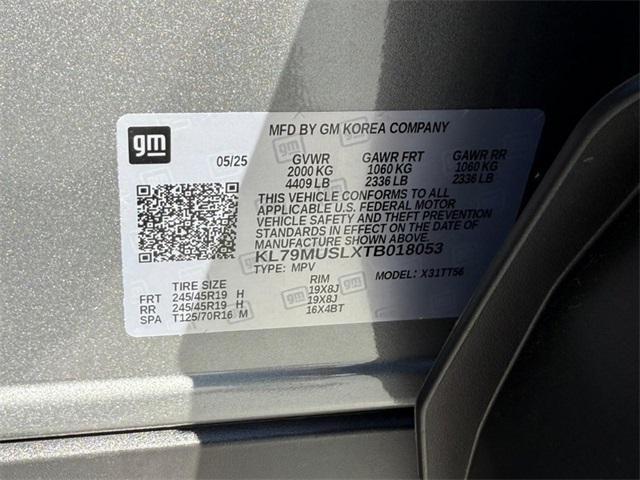 gm
MFD BY GM KOREA COMPANY
05/25 GVWR GAWR FRT GAWR RR
2000 KG 1060 KG 1060 KG
4409 LB 2336 LB 2336 LB
THIS VEHICLE CONFORMS TO ALL
APPLICABLE U.S. FEDERAL MOTOR
VEHICLE SAFETY AND THEFT PREVENTION
STANDARDS IN EFFECT ON THE DATE OF
MANUFACTURE SHOWN ABOVE.
KL79MUSLXTB018053
TYPE: MPV MODEL: X31TT56
TIRE SIZE RIM
FRT 245/45R19 H 19X8J
RR 245/45R19 H 19X8J
SPA T125/70R16 M 16X4BT